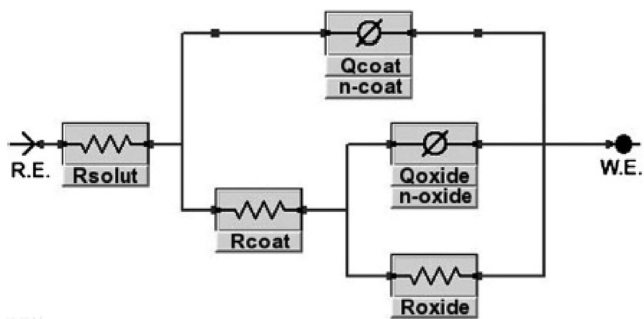 Qcoat
n-coat
R.E.
Rsolut
Qoxide
n-oxide
W.E.
Rcoat
Roxide